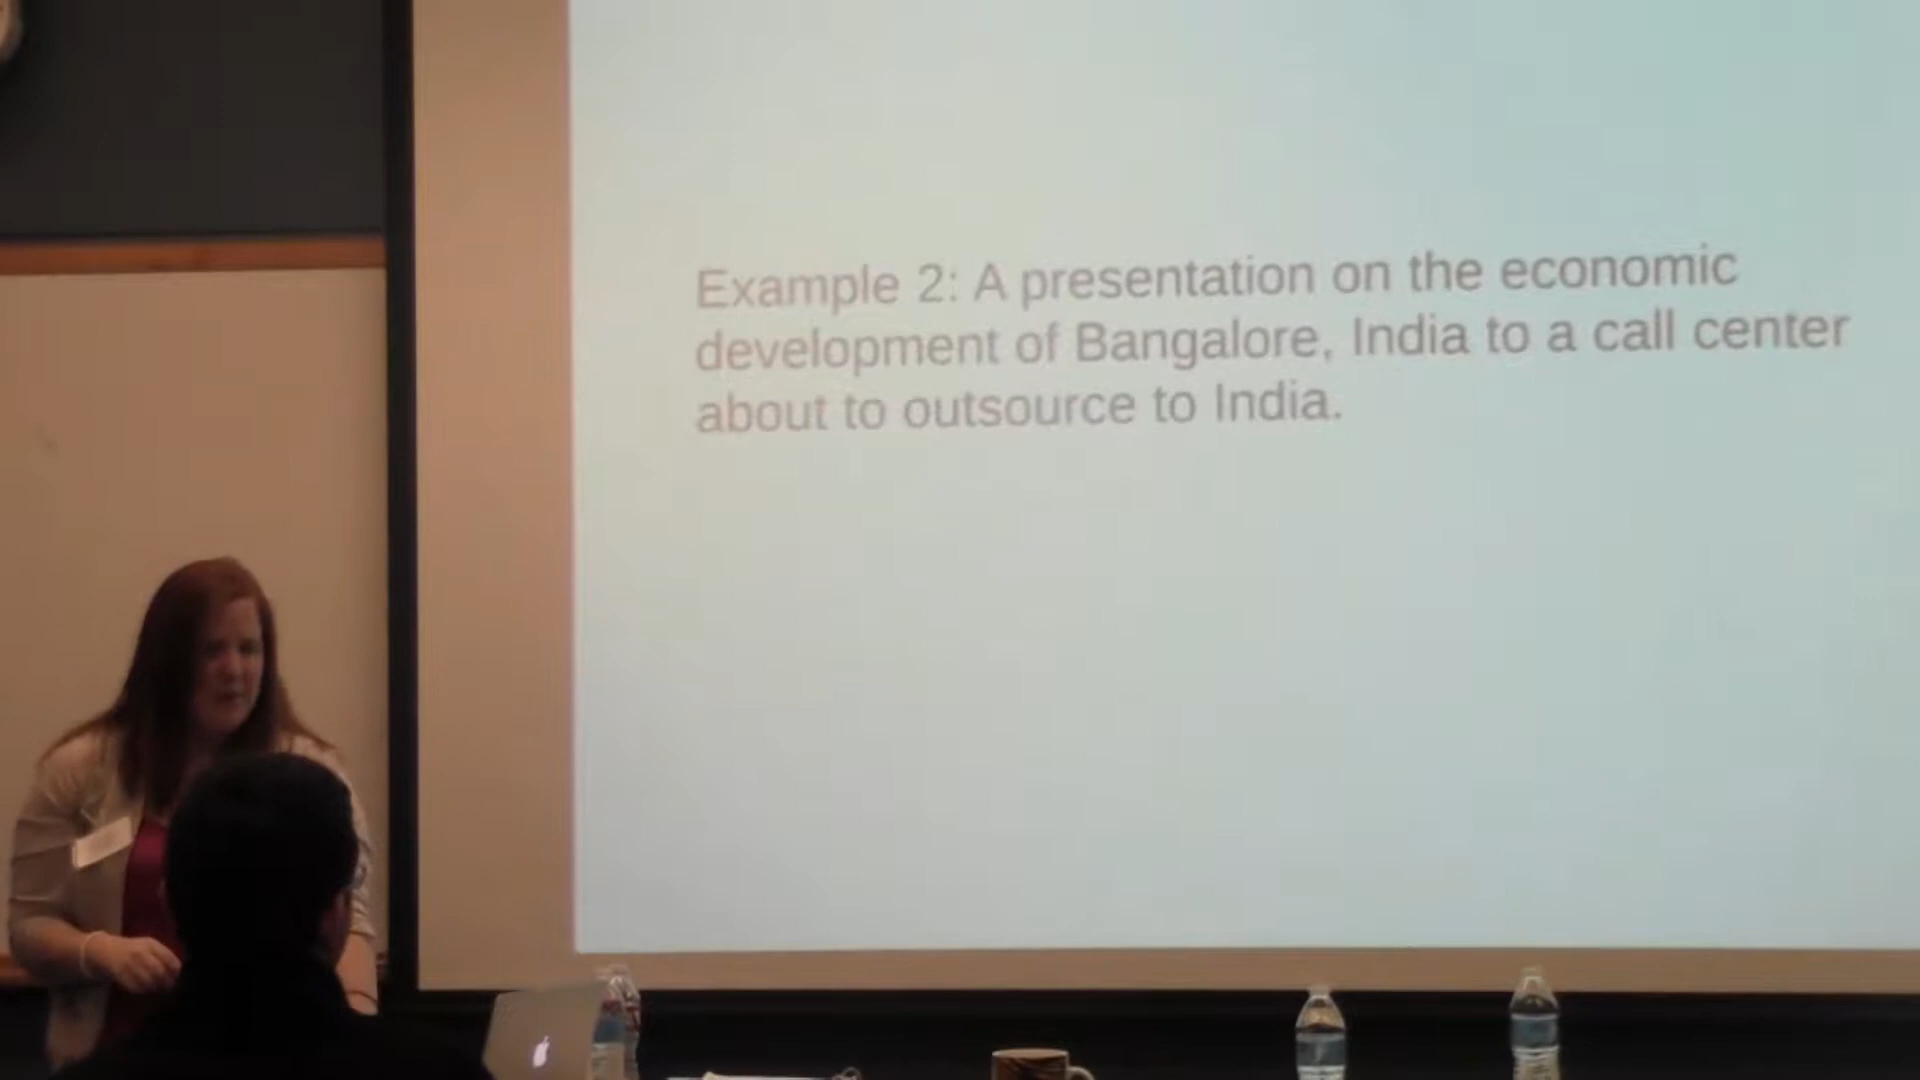 Example 2: A presentation on the economic
development of Bangalore, India to a call center
about to outsource to India.